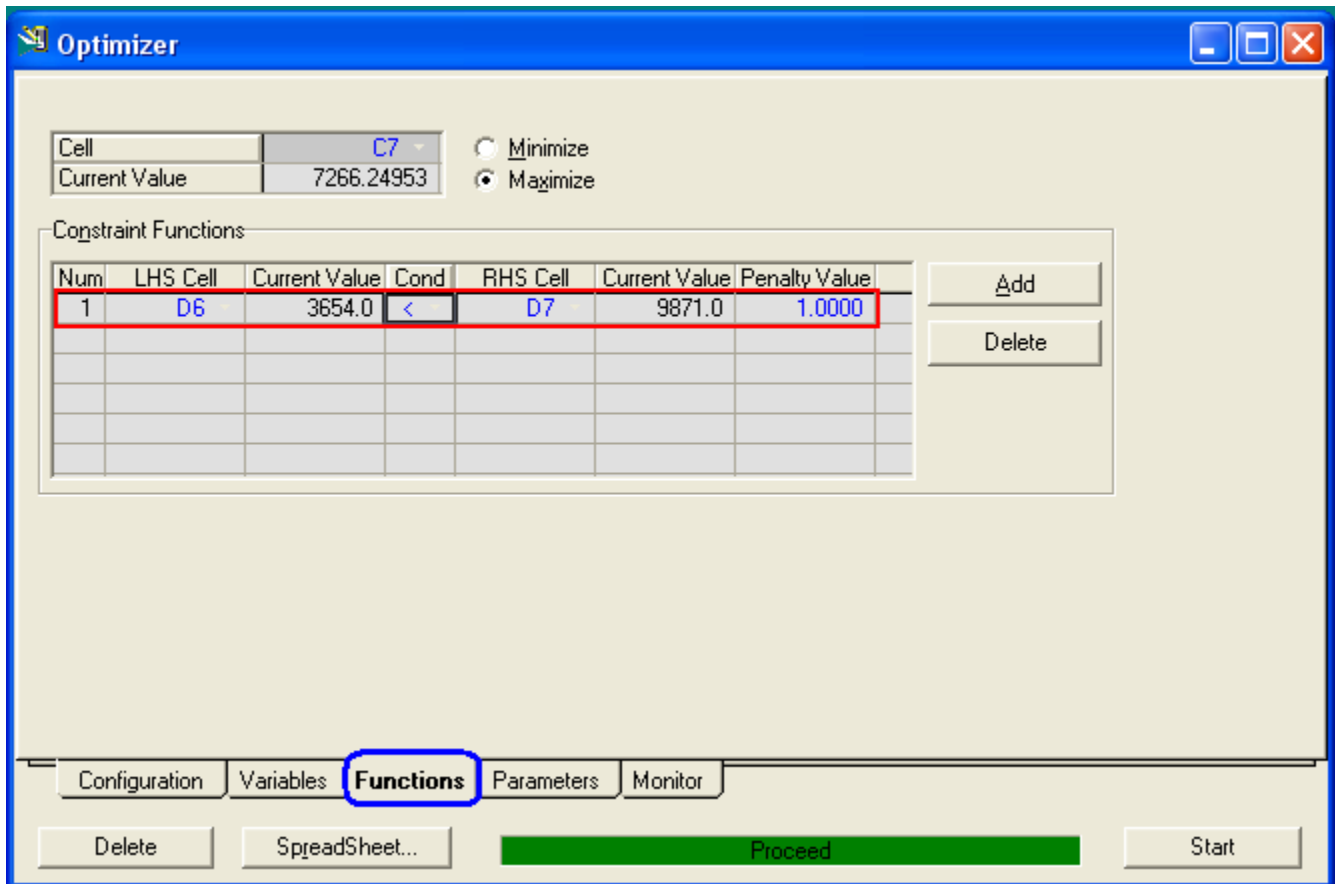 Optimizer
Cell C7
Minimize
Current Value 7266.24953
Maximize
Constraint Functions
Num LHS Cell Current Value Cond RHS Cell Current Value Penalty Value
1 D6 3654.0 < D7 9871.0 1.0000
Add
Delete
Configuration Variables Functions Parameters Monitor
Delete SpreadSheet... Proceed Start